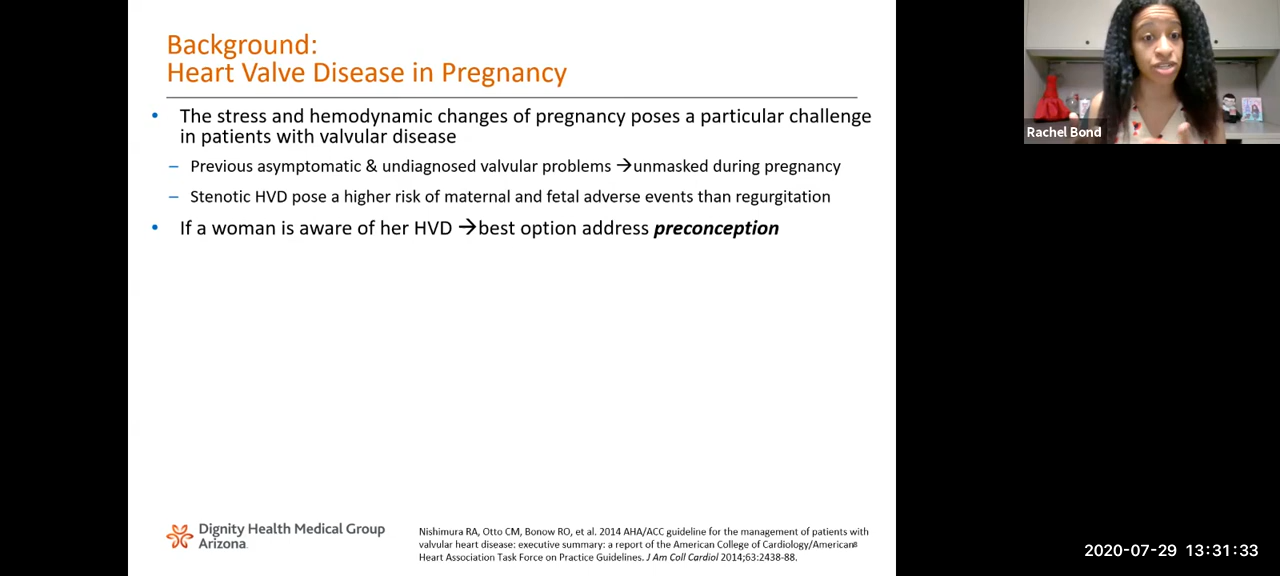 Background:
Heart Valve Disease in Pregnancy
• The stress and hemodynamic changes of pregnancy poses a particular challenge
in patients with valvular disease
– Previous asymptomatic & undiagnosed valvular problems →unmasked during pregnancy
– Stenotic HVD pose a higher risk of maternal and fetal adverse events than regurgitation
• If a woman is aware of her HVD →best option address preconception
Dignity Health Medical Group
Arizona
Nishimura RA, Otto CM, Bonow RO, et al. 2014 AHA/ACC guideline for the management of patients with
valvular heart disease: executive summary: a report of the American College of Cardiology/American
Heart Association Task Force on Practice Guidelines. J Am Coll Cardiol 2014;63:2438-88.
Rachel Bond
2020-07-29 13:31:33